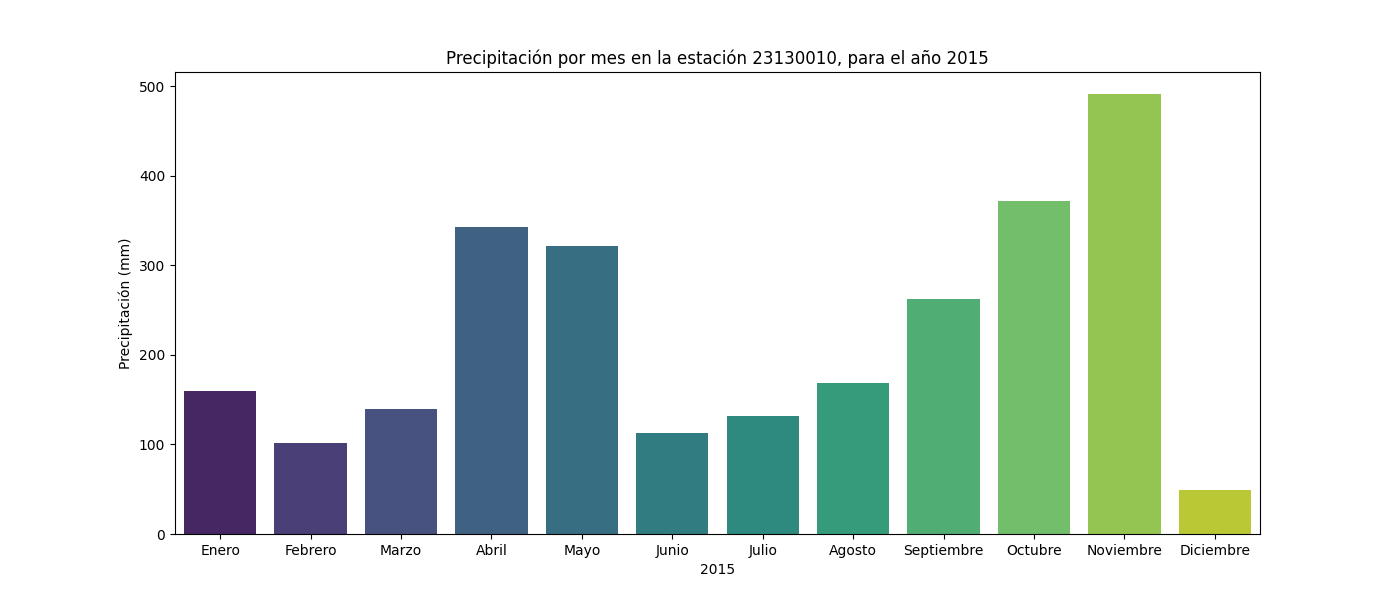 Precipitación por mes en la estación 23130010, para el año 2015
Precipitación (mm)
500
400
300
200
100
0
Enero Febrero Marzo Abril Mayo Junio Julio Agosto Septiembre Octubre Noviembre Diciembre
2015